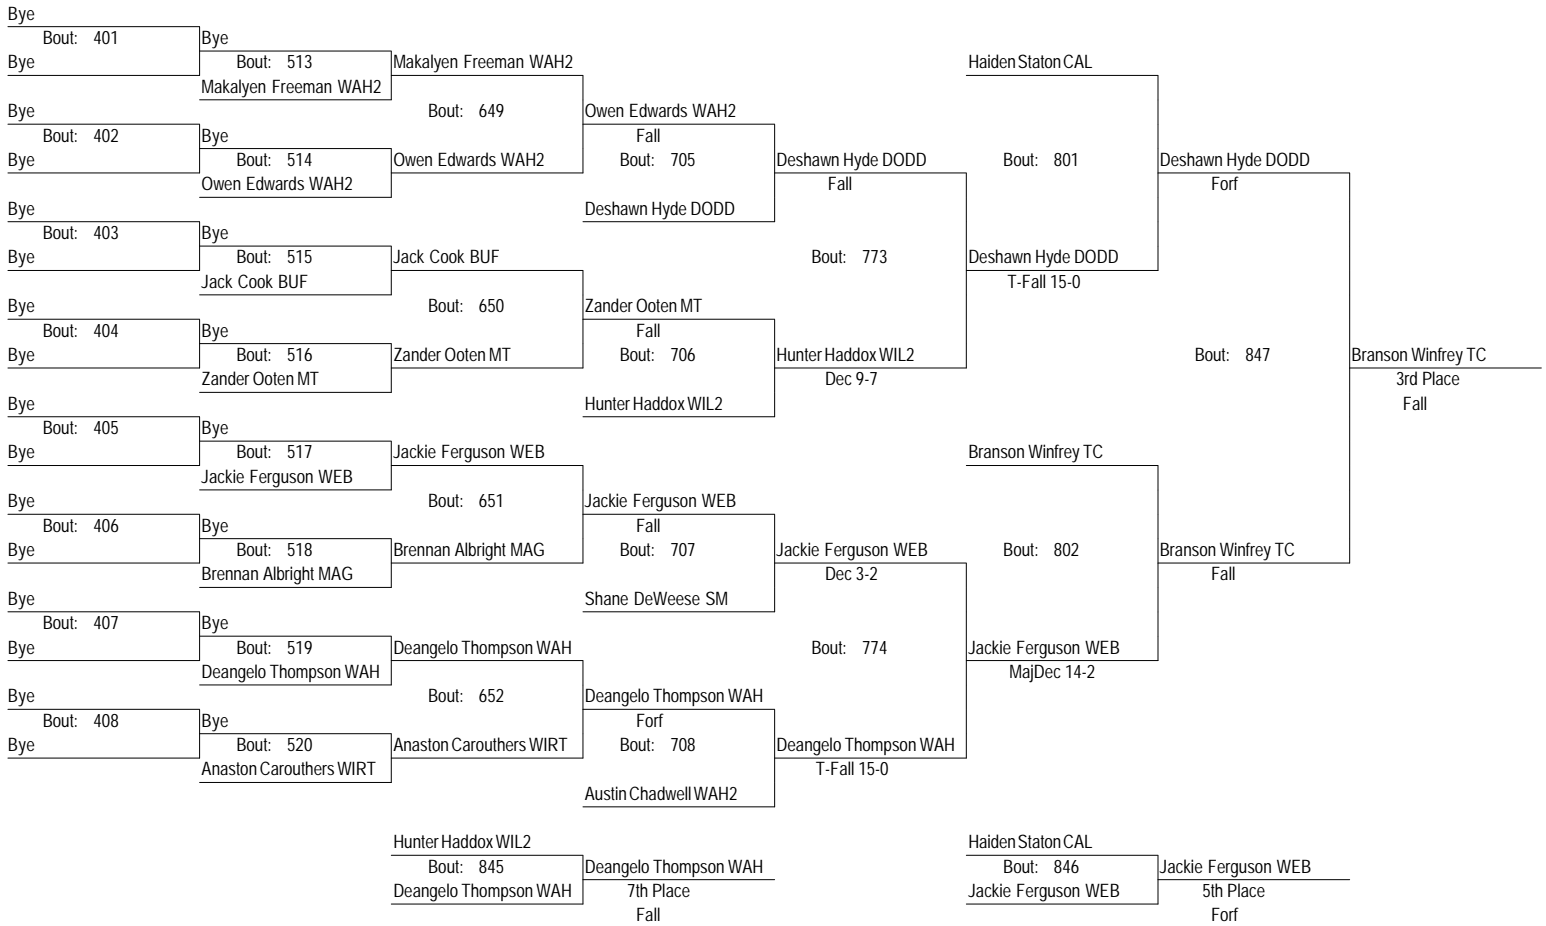 Bye
Bout: 401
Bye
Bye
Bout: 513
Makalyen Freeman WAH2
Makalyen Freeman WAH2
Bye
Bout: 402
Bye
Bye
Bout: 514
Owen Edwards WAH2
Bout: 649
Owen Edwards WAH2
Owen Edwards WAH2
Fall
Bout: 705
Deshawn Hyde DODD
Bye
Bout: 403
Bye
Bye
Bout: 515
Jack Cook BUF
Jack Cook BUF
Bye
Bout: 404
Bye
Bye
Bout: 516
Zander Ooten MT
Bout: 650
Zander Ooten MT
Zander Ooten MT
Fall
Bout: 706
Hunter Haddox WIL2
Deshawn Hyde DODD
Fall
Bout: 773
Hunter Haddox WIL2
Dec 9-7
Haiden Staton CAL
Bout: 801
Deshawn Hyde DODD
T-Fall 15-0
Deshawn Hyde DODD
Forf
Bye
Bout: 405
Bye
Bye
Bout: 517
Jackie Ferguson WEB
Jackie Ferguson WEB
Bye
Bout: 406
Bye
Bye
Bout: 518
Brennan Albright MAG
Bout: 651
Brennan Albright MAG
Jackie Ferguson WEB
Fall
Bout: 707
Shane DeWeese SM
Bye
Bout: 407
Bye
Bye
Bout: 519
Deangelo Thompson WAH
Deangelo Thompson WAH
Bye
Bout: 408
Bye
Bye
Bout: 520
Anaston Carouthers WIRT
Bout: 652
Anaston Carouthers WIRT
Deangelo Thompson WAH
Forf
Bout: 708
Austin Chadwell WAH2
Jackie Ferguson WEB
Dec 3-2
Bout: 774
Deangelo Thompson WAH
T-Fall 15-0
Branson Winfrey TC
Bout: 802
Jackie Ferguson WEB
MajDec 14-2
Branson Winfrey TC
Fall
Bout: 847
Branson Winfrey TC
3rd Place
Fall
Hunter Haddox WIL2
Bout: 845
Deangelo Thompson WAH
Deangelo Thompson WAH
7th Place
Fall
Haiden Staton CAL
Bout: 846
Jackie Ferguson WEB
Jackie Ferguson WEB
5th Place
Forf